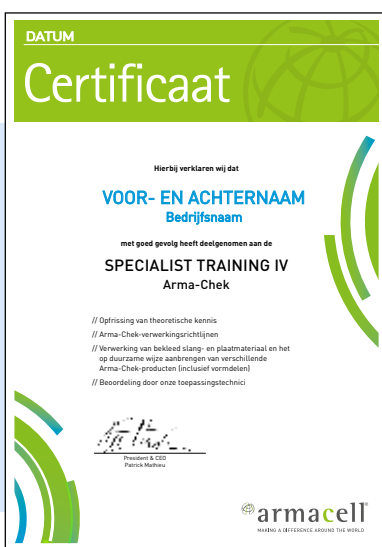 DATUM
Certificaat
Hierbij verklaren wij dat
VOOR- EN ACHTERNAAM
Bedrijfsnaam
met goed gevolg heeft deelgenomen aan de
SPECIALIST TRAINING IV
Arma-Chek
// Opfrissing van theoretische kennis
// Arma-Chek-verwerkingsrichtlijnen
// Verwerking van bekleed slang- en plaatmateriaal en het
op duurzame wijze aanbrengen van verschillende
Arma-Chek-producten (inclusief vormdelen)
// Beoordeling door onze toepassingstechnici
President & CEO
Patrick Mathieu
armacell®
MAKING A DIFFERENCE AROUND THE WORLD